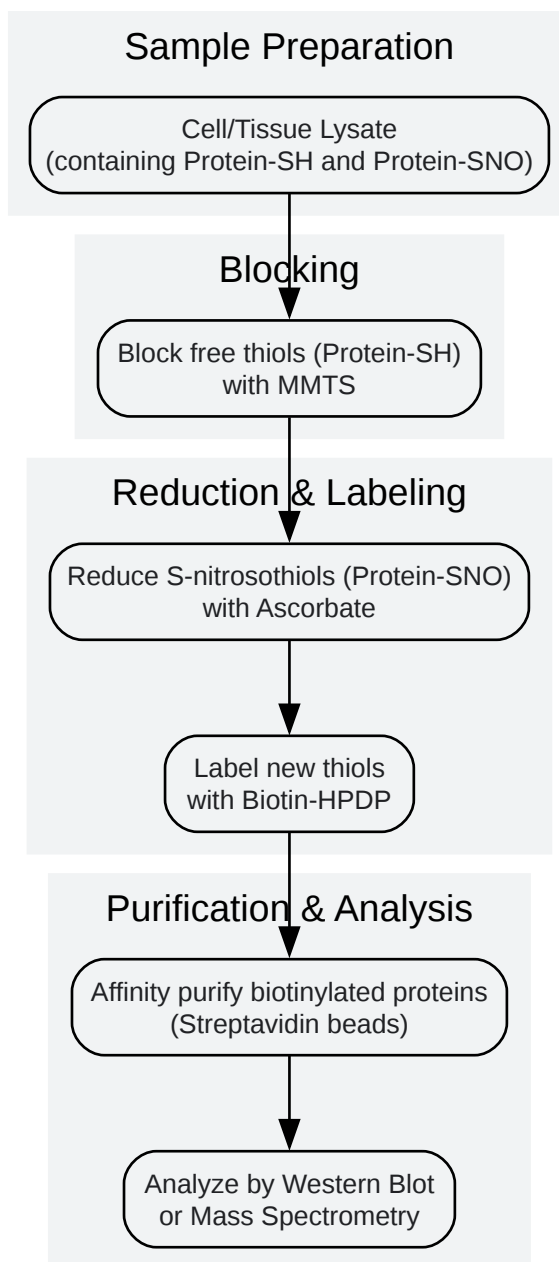 Sample Preparation
Cell/Tissue Lysate
(containing Protein-SH and Protein-SNO)
Blocking
Block free thiols (Protein-SH)
with MMTS
Reduction & Labeling
Reduce S-nitrosothiols (Protein-SNO)
with Ascorbate
Label new thiols
with Biotin-HPDP
Purification & Analysis
Affinity purify biotinylated proteins
(Streptavidin beads)
Analyze by Western Blot
or Mass Spectrometry